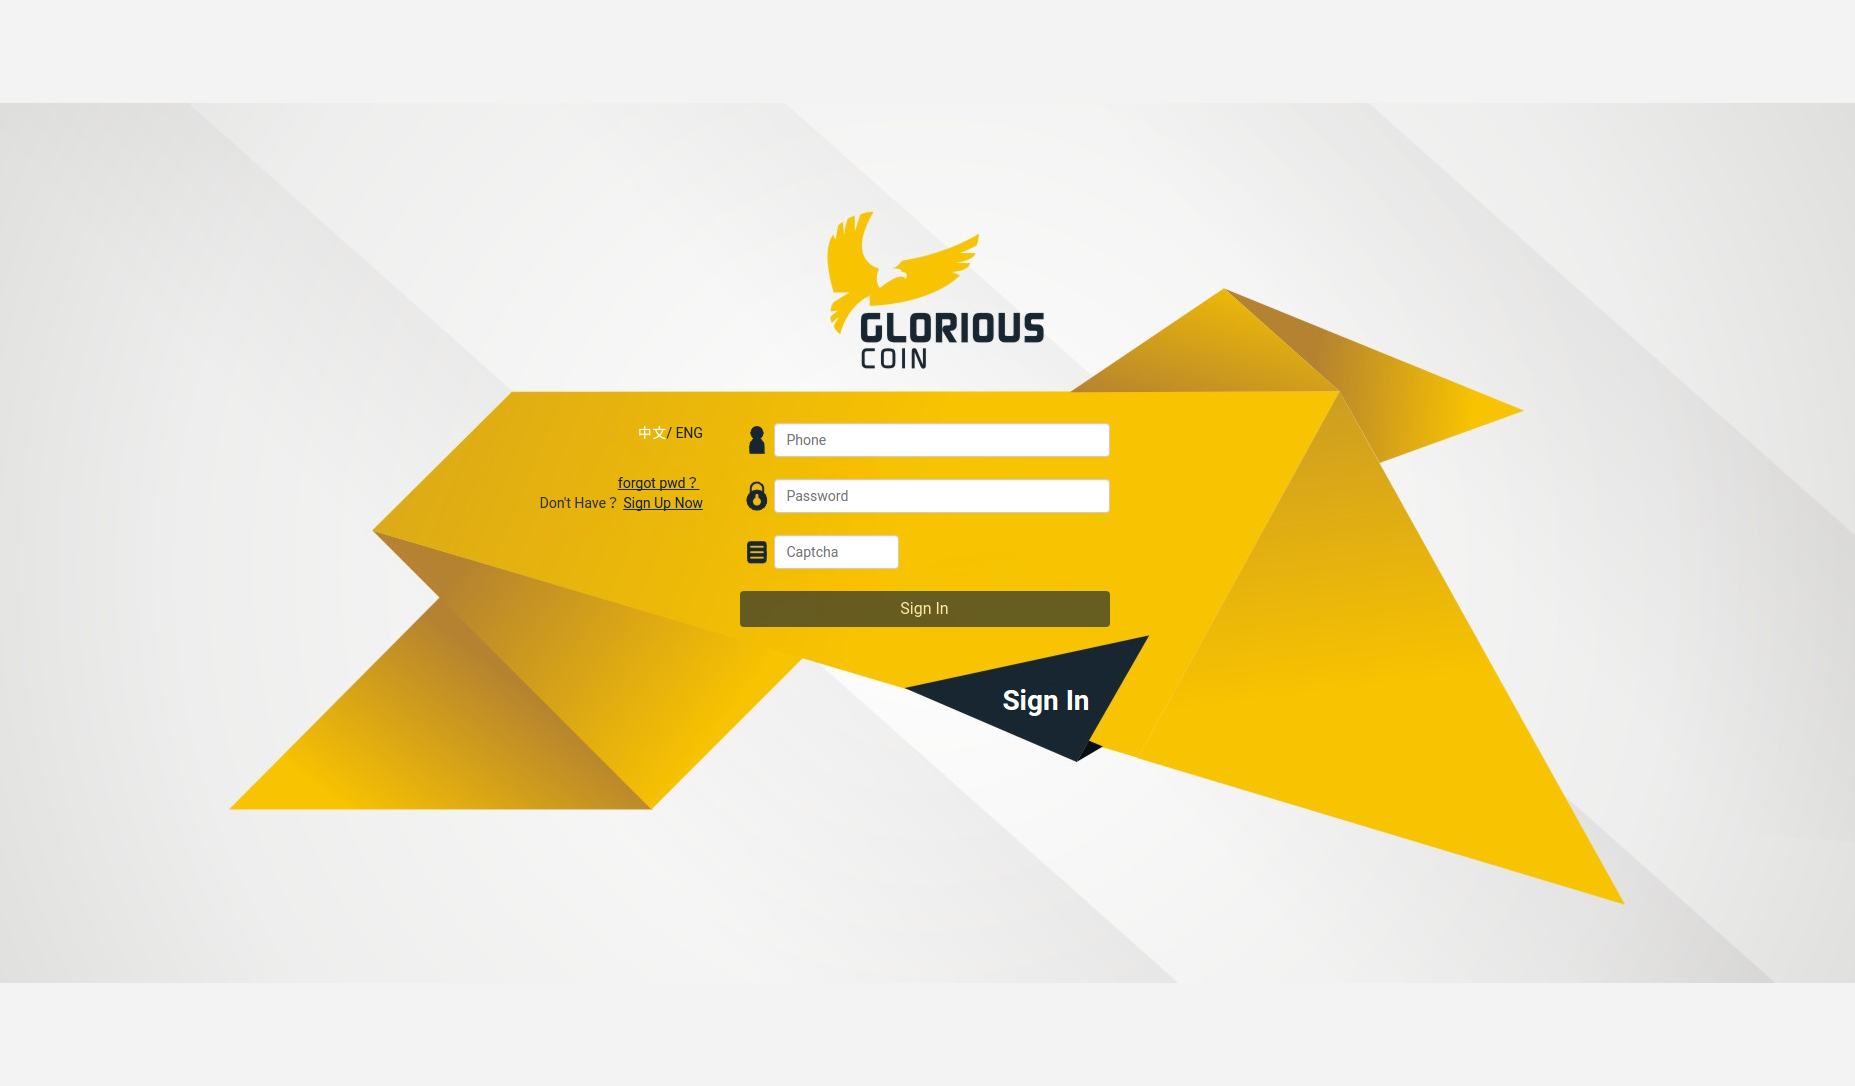 GLORIOUS
COIN
中文/ ENG
Phone
forgot pwd？
Don't Have？ Sign Up Now
Password
Captcha
Sign In
Sign In